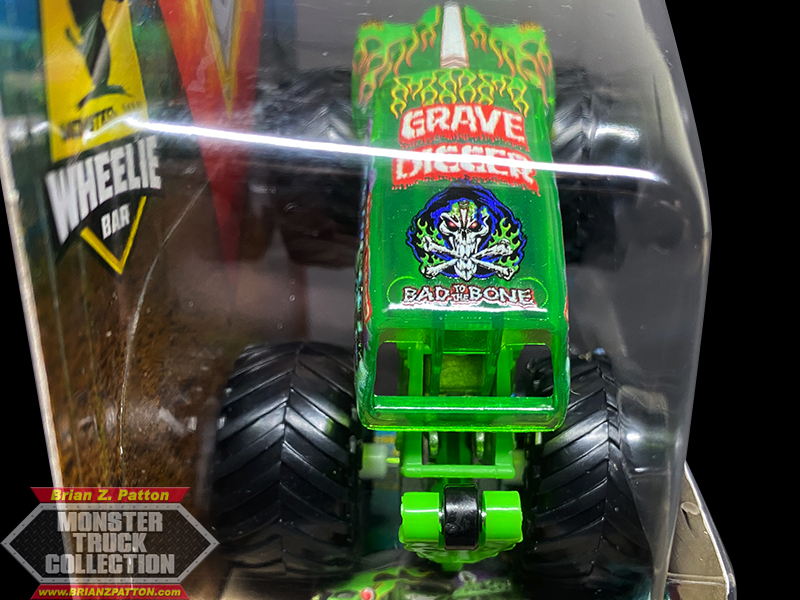 WHEELIE
BAR
GRAVE
DIGGER
BAD TO THE BONE
Brian Z. Patton
MONSTER
TRUCK
COLLECTION
www.BRIANZPATTON.com